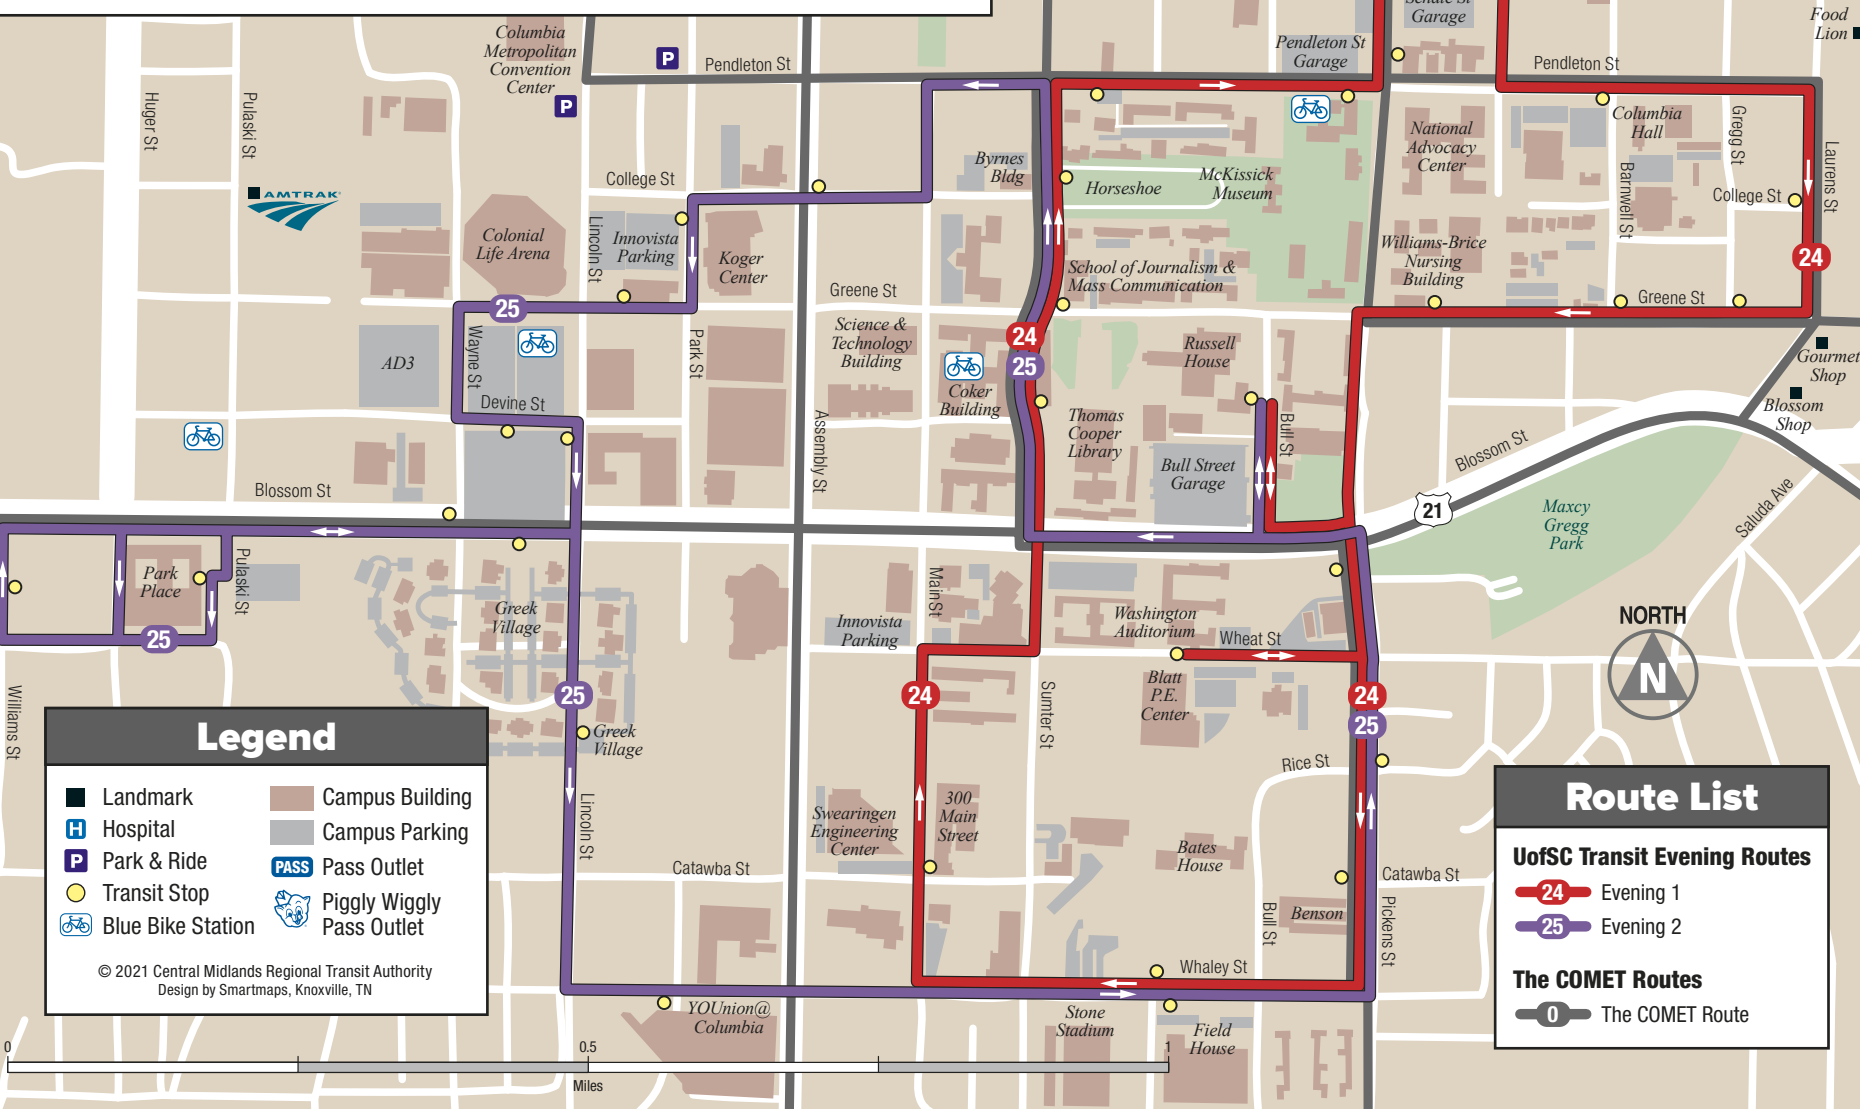 Food
Lion
Senate St
Garage
Columbia
Metropolitan
Convention
Center
P
P
Pendleton St
Pendleton St
Garage
Pendleton St
Huger St
Pulaski St
AMTRAK
College St
Byrnes
Bldg
Horseshoe
McKissick
Museum
National
Advocacy
Center
Columbia
Hall
Gregg St
Barnwell St
Laurens St
College St
Colonial
Life Arena
Lincoln St
Innovista
Parking
Koger
Center
School of Journalism &
Mass Communication
Williams-Brice
Nursing
Building
24
Greene St
Greene St
25
AD3
Wayne St
Park St
Science &
Technology
Building
24
25
Coker
Building
Russell
House
Gourmet
Shop
Blossom
Shop
Devine St
Assembly St
Thomas
Cooper
Library
Bull St
Bull Street
Garage
Blossom St
21
Maxcy
Gregg
Park
Saluda Ave
Blossom St
Park
Place
Pulaski St
25
Greek
Village
Main St
Innovista
Parking
Washington
Auditorium
Wheat St
NORTH
N
Williams St
25
Greek
Village
24
Sumter St
Blatt
P.E.
Center
24
25
Rice St
Lincoln St
Swearingen
Engineering
Center
300
Main
Street
Bates
House
Catawba St
Catawba St
Bull St
Benson
Pickens St
Whaley St
YOUnion@
Columbia
Stone
Stadium
Field
House
Legend
Landmark
H Hospital
P Park & Ride
Transit Stop
Blue Bike Station
Campus Building
Campus Parking
PASS Pass Outlet
Piggly Wiggly
Pass Outlet
© 2021 Central Midlands Regional Transit Authority
Design by Smartmaps, Knoxville, TN
Route List
UofSC Transit Evening Routes
24 Evening 1
25 Evening 2
The COMET Routes
0 The COMET Route
0 0.5 1
Miles